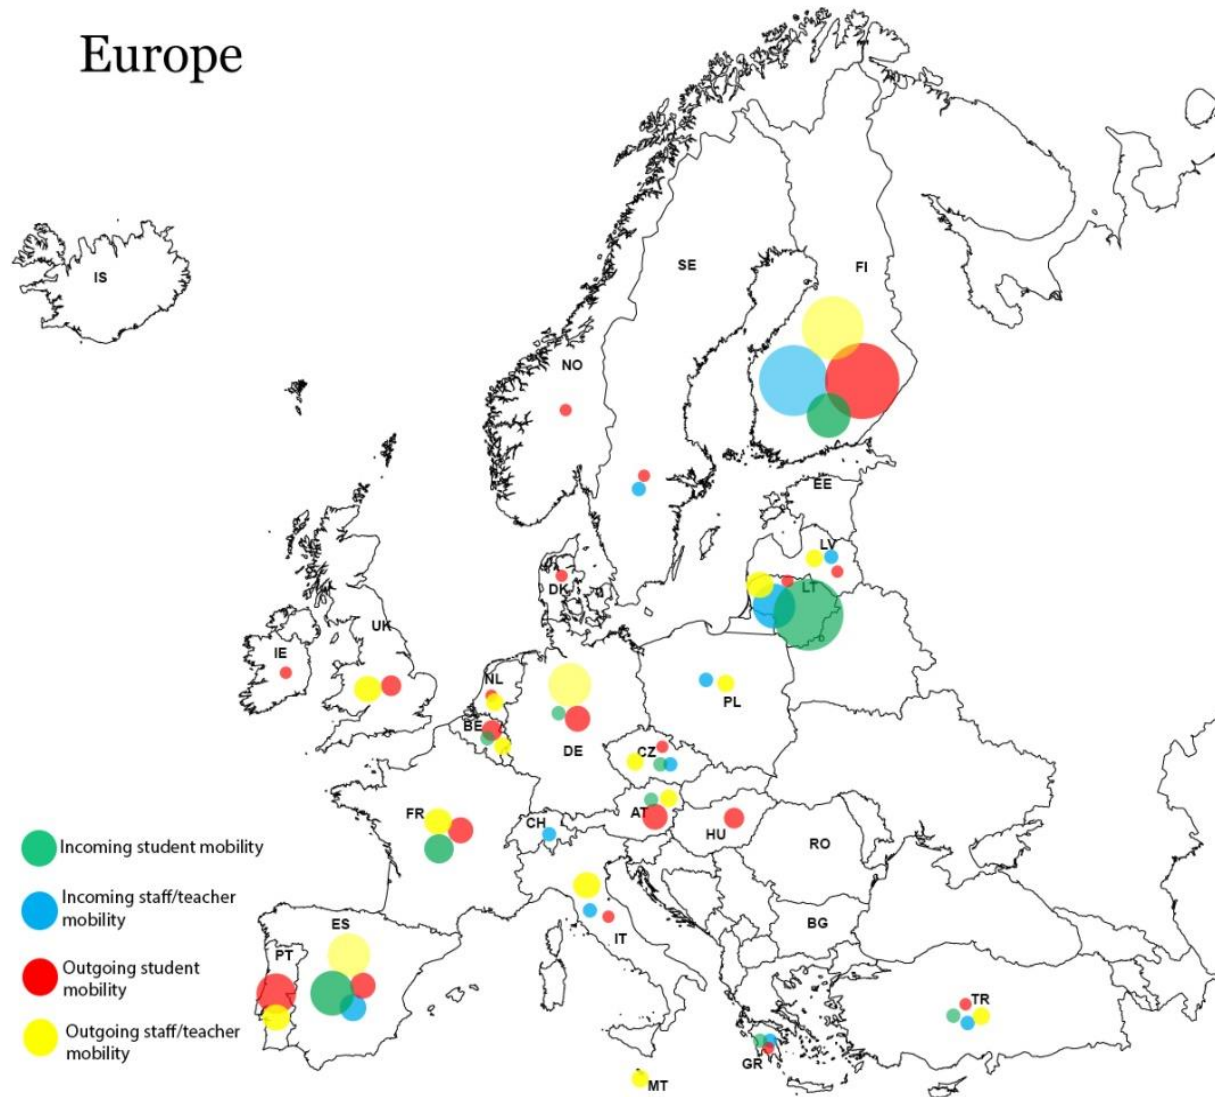 Europe
IS
SE
FI
NO
EE
LV
LT
DK
UK
IE
NL
BE
PL
DE
CZ
FR
CH
AT
HU
RO
Incoming student mobility
Incoming staff/teacher
mobility
ES
IT
BG
PT
Outgoing student
mobility
TR
Outgoing staff/teacher
mobility
GR
MT